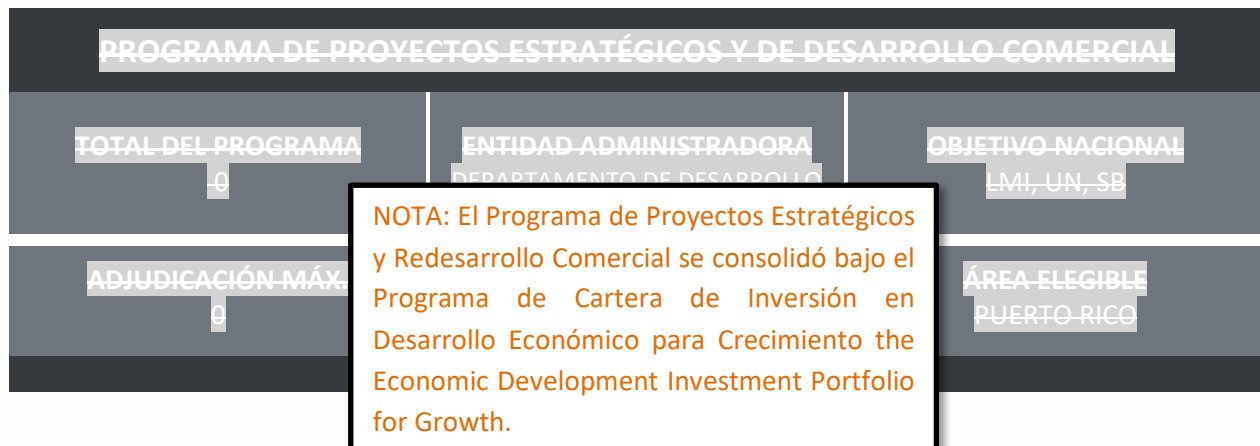 PROGRAMA DE PROYECTOS ESTRATÉGICOS Y DE DESARROLLO COMERCIAL
TOTAL DEL PROGRAMA
0
ENTIDAD ADMINISTRADORA
DEPARTAMENTO DE DESARROLLO
OBJETIVO NACIONAL
LMI, UN, SB
ADJUDICACIÓN MÁX.
0
ÁREA ELEGIBLE
PUERTO RICO
NOTA: El Programa de Proyectos Estratégicos
y Redesarrollo Comercial se consolidó bajo el
Programa de Cartera de Inversión en
Desarrollo Económico para Crecimiento the
Economic Development Investment Portfolio
for Growth.